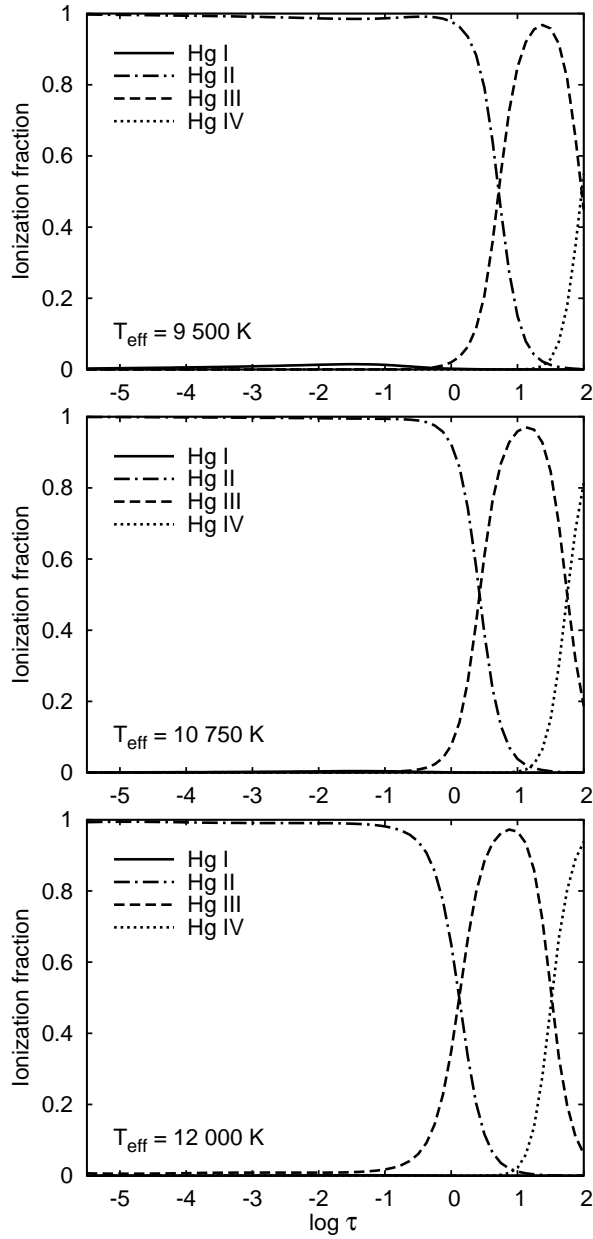 1
0.8
0.6
0.4
0.2
0
Ionization fraction
Hg I
Hg II
Hg III
Hg IV
T_eff = 9 500 K
-5 -4 -3 -2 -1 0 1 2
1
0.8
0.6
0.4
0.2
0
Ionization fraction
Hg I
Hg II
Hg III
Hg IV
T_eff = 10 750 K
-5 -4 -3 -2 -1 0 1 2
1
0.8
0.6
0.4
0.2
0
Ionization fraction
Hg I
Hg II
Hg III
Hg IV
T_eff = 12 000 K
-5 -4 -3 -2 -1 0 1 2
log τ